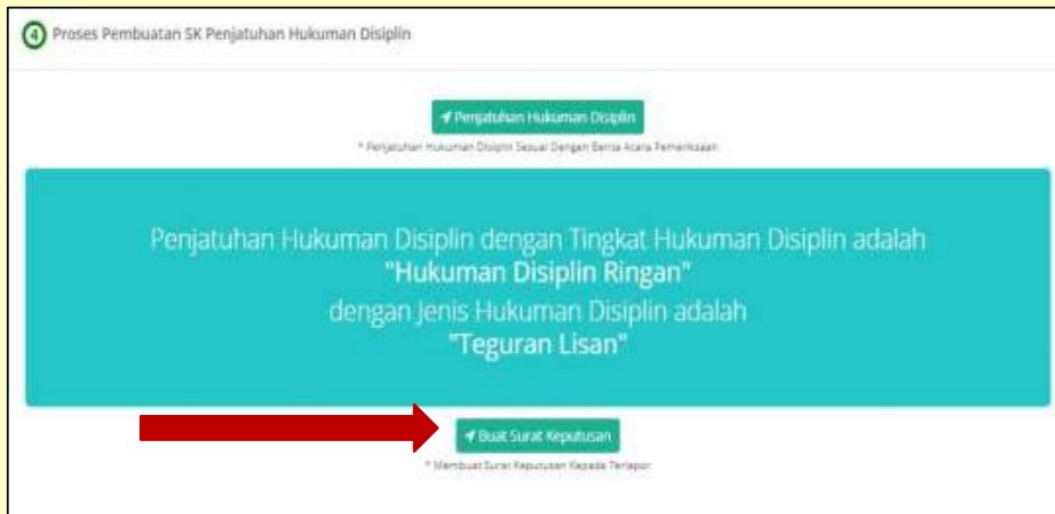 4 Proses Pembuatan SK Penjatuhan Hukuman Disiplin
Penjatuhan Hukuman Disiplin
* Penjatuhan Hukuman Disiplin Sesuai Dengan Berita Acara Pemeriksaan
Penjatuhan Hukuman Disiplin dengan Tingkat Hukuman Disiplin adalah
"Hukuman Disiplin Ringan"
dengan Jenis Hukuman Disiplin adalah
"Teguran Lisan"
Buat Surat Keputusan
* Membuat Surat Keputusan Kepada Terlapor